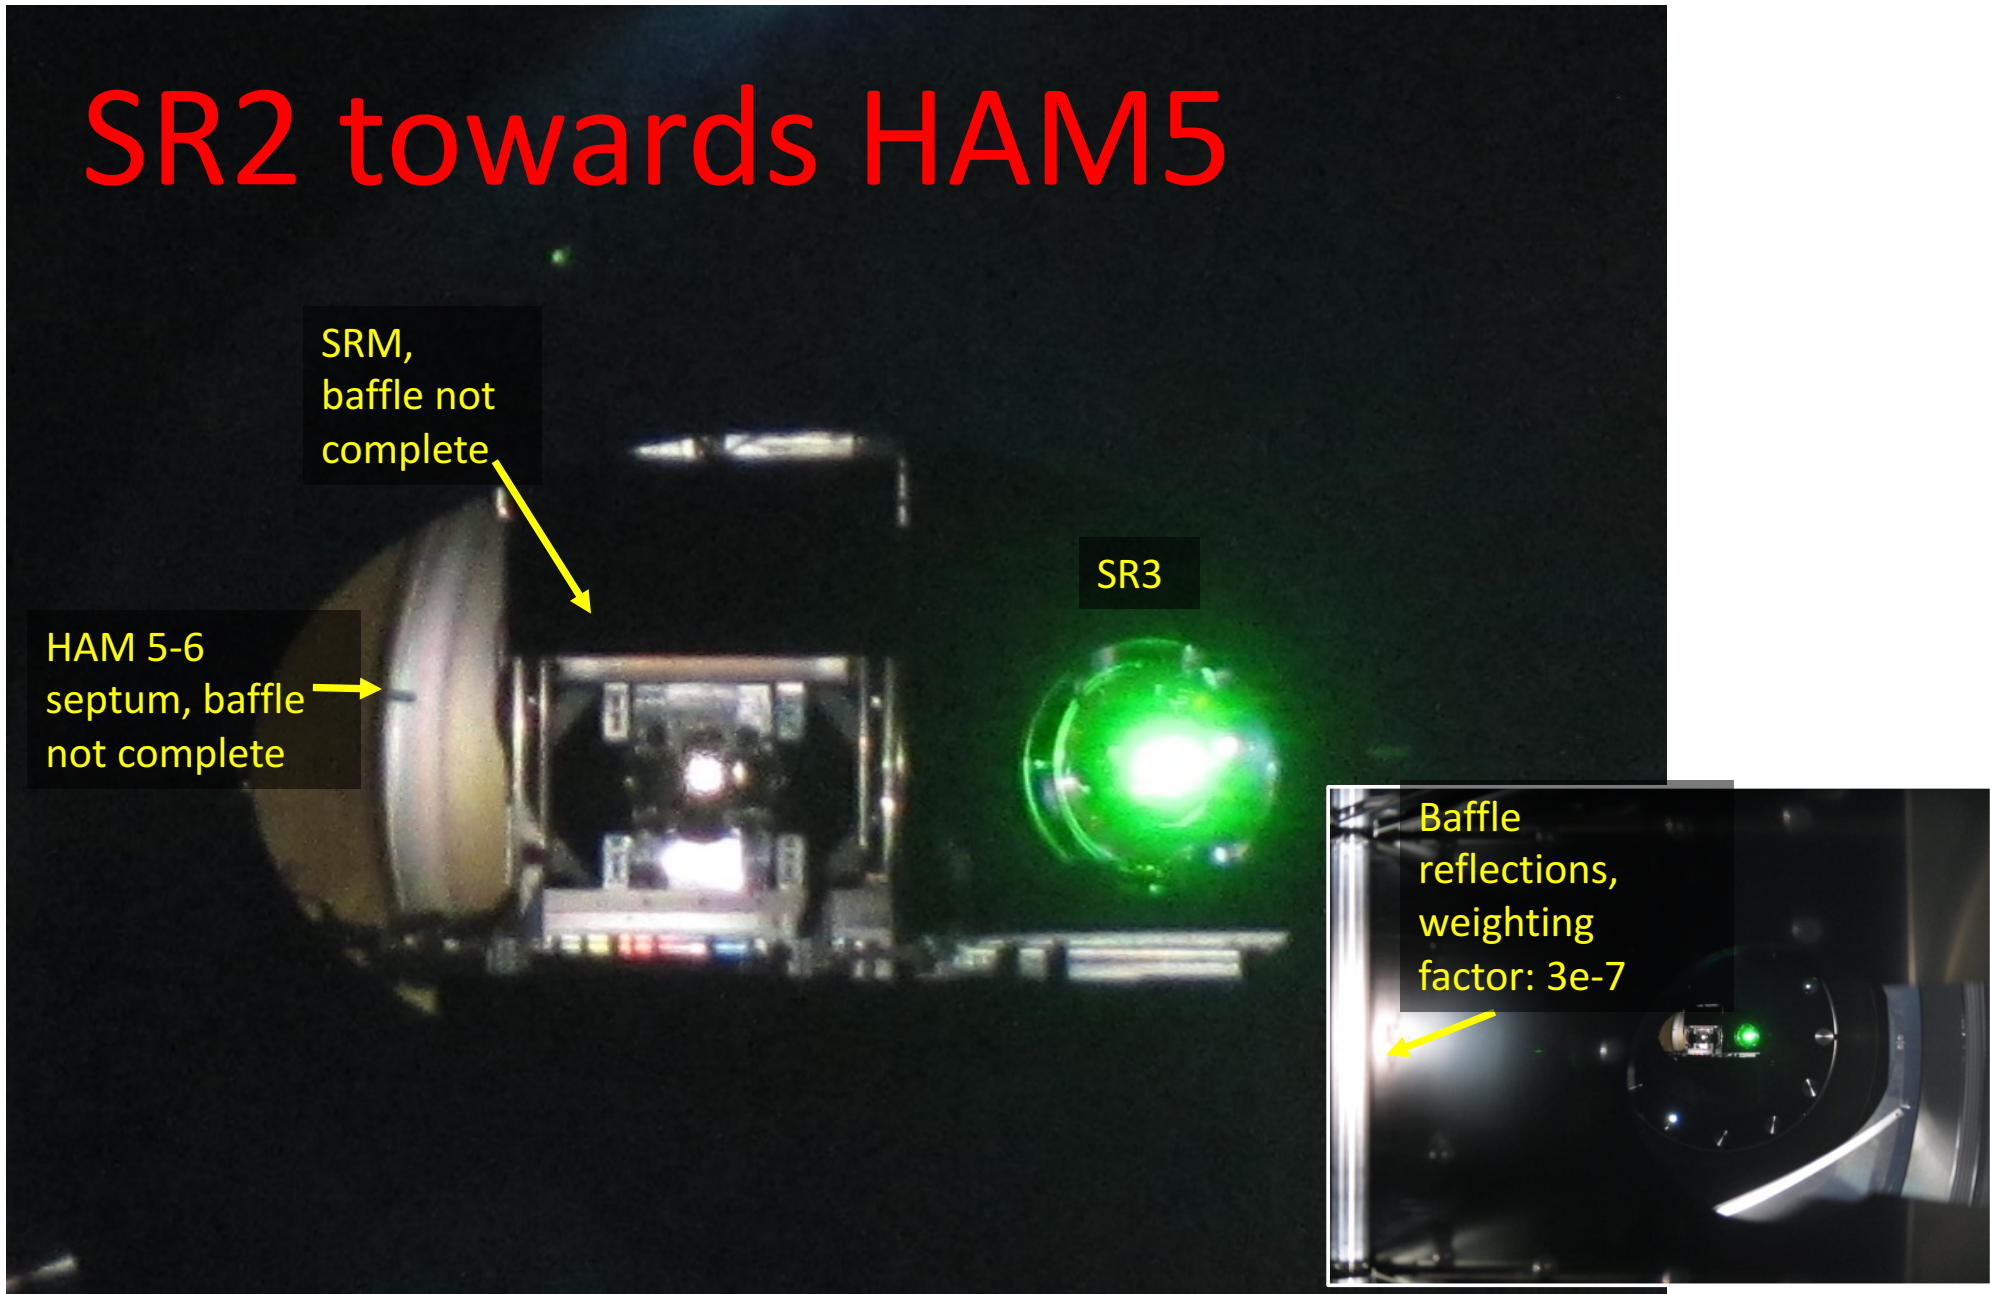 SR2 towards HAM5
SRM,
baffle not
complete
SR3
HAM 5-6
septum, baffle
not complete
Baffle
reflections,
weighting
factor: 3e-7